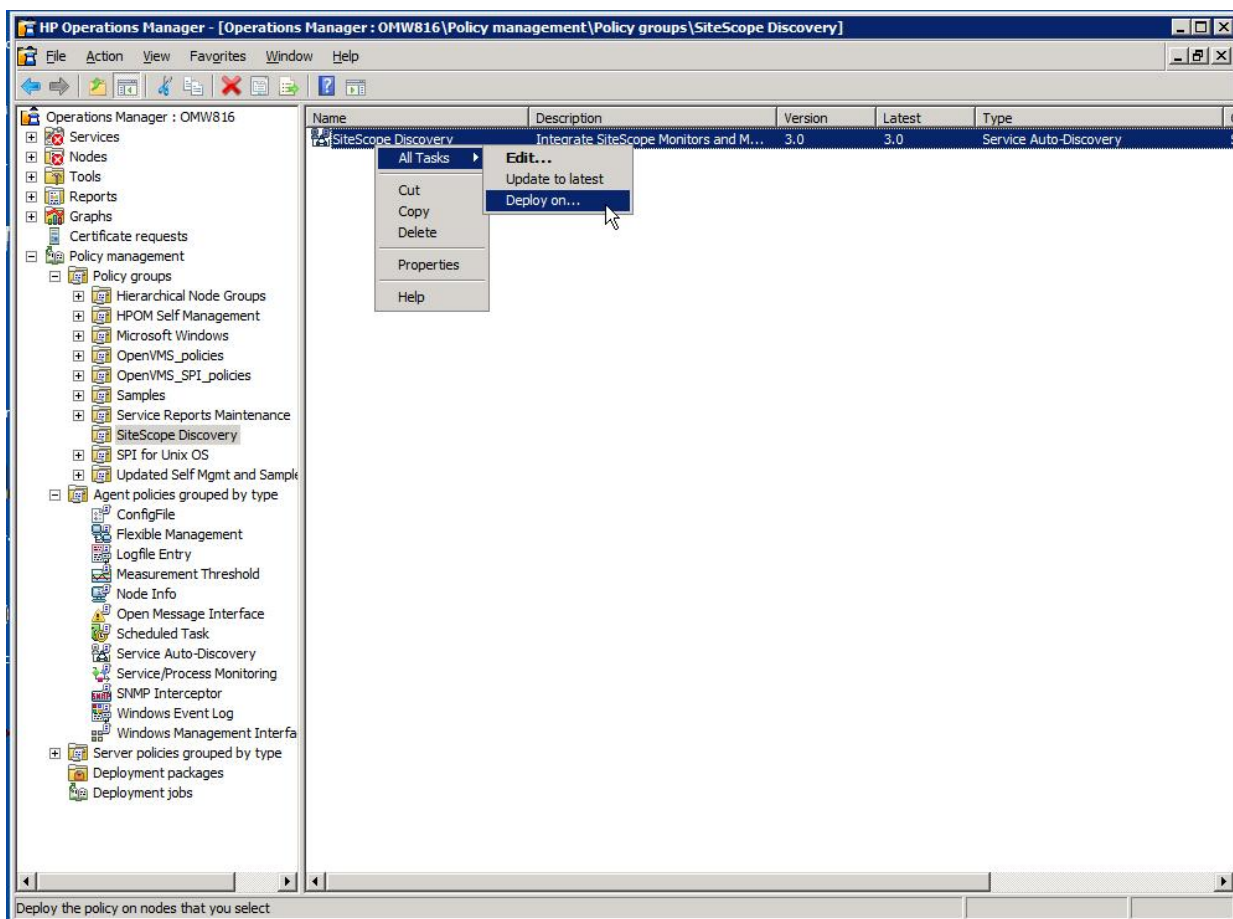 HP Operations Manager - [Operations Manager : OMW816\Policy management\Policy groups\SiteScope Discovery]
File Action View Favorites Window Help
Operations Manager : OMW816
Services
Nodes
Tools
Reports
Graphs
Certificate requests
Policy management
Policy groups
Hierarchical Node Groups
HPOM Self Management
Microsoft Windows
OpenVMS_policies
OpenVMS_SPI_policies
Samples
Service Reports Maintenance
SiteScope Discovery
SPI for Unix OS
Updated Self Mgmt and Sample
Agent policies grouped by type
ConfigFile
Flexible Management
Logfile Entry
Measurement Threshold
Node Info
Open Message Interface
Scheduled Task
Service Auto-Discovery
Service/Process Monitoring
SNMP Interceptor
Windows Event Log
Windows Management Interfa
Server policies grouped by type
Deployment packages
Deployment jobs
Name Description Version Latest Type
SiteScope Discovery Integrate SiteScope Monitors and M... 3.0 3.0 Service Auto-Discovery
All Tasks
Cut
Copy
Delete
Properties
Help
Edit...
Update to latest
Deploy on...
Deploy the policy on nodes that you select